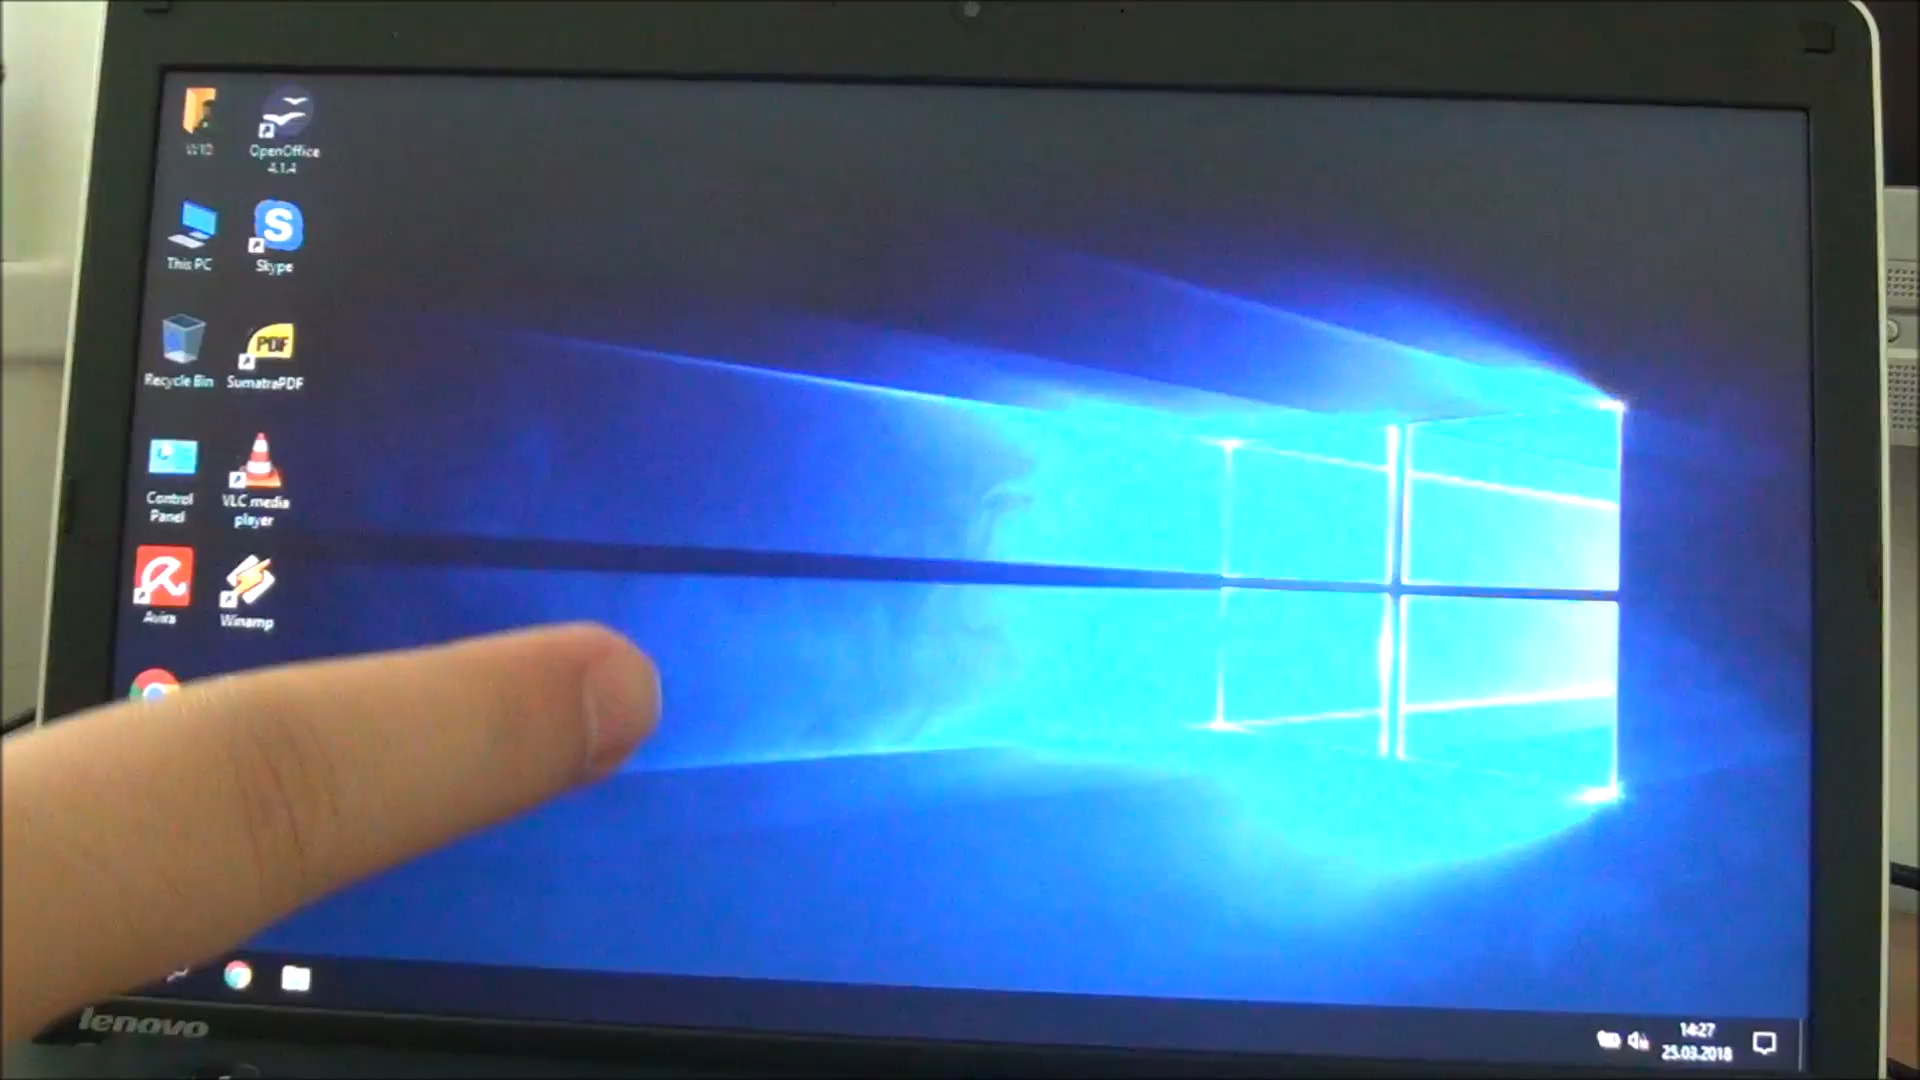 W10
OpenOffice
4.1.4
This PC
S
Skype
Recycle Bin
PDF
SumatraPDF
Control
Panel
VLC media
player
Avira
Winamp
lenovo
14:27
25.03.2018